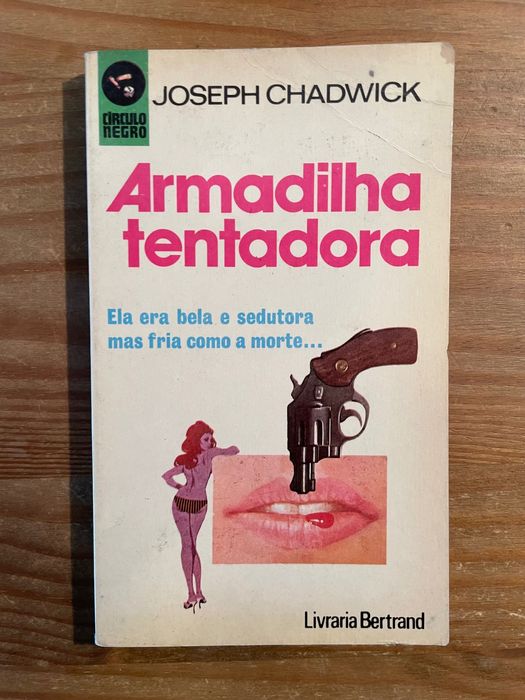 CÍRCULO
NEGRO
JOSEPH CHADWICK
Armadilha
tentadora
Ela era bela e sedutora
mas fria como a morte...
Livraria Bertrand